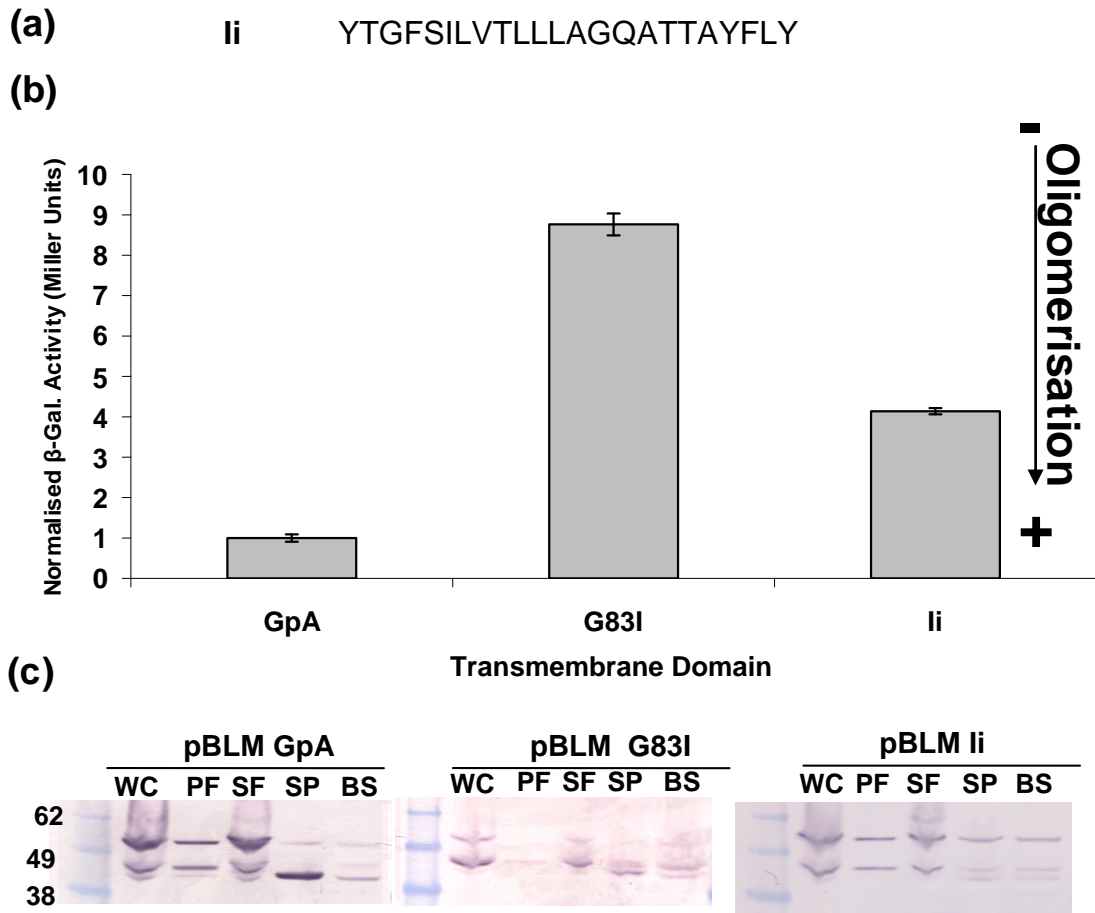 (a)
Ii YTGFSILVTLLLAGQATTAYFLY
(b)
Normalised β-Gal. Activity (Miller Units)
10
9
8
7
6
5
4
3
2
1
0
GpA G83I Ii
Transmembrane Domain
-
Oligomerisation
+
(c)
pBLM GpA
WC PF SF SP BS
62
49
38
pBLM G83I
WC PF SF SP BS
pBLM Ii
WC PF SF SP BS